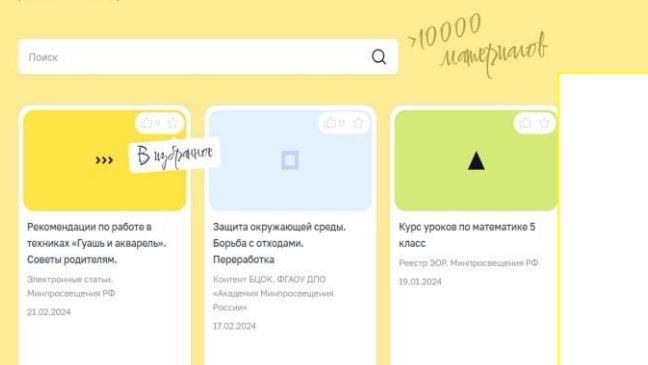 Поиск
>10000
материалов
9
11
В избранное
Рекомендации по работе в
техниках «Гуашь и акварель».
Советы родителям.
Электронные статьи.
Минпросвещения РФ
21.02.2024
Защита окружающей среды.
Борьба с отходами.
Переработка
Контент БЦОК. ФГАОУ ДПО
«Академия Минпросвещения
России»
17.02.2024
Курс уроков по математике 5
класс
Реестр ЭОР. Минпросвещения РФ
19.01.2024